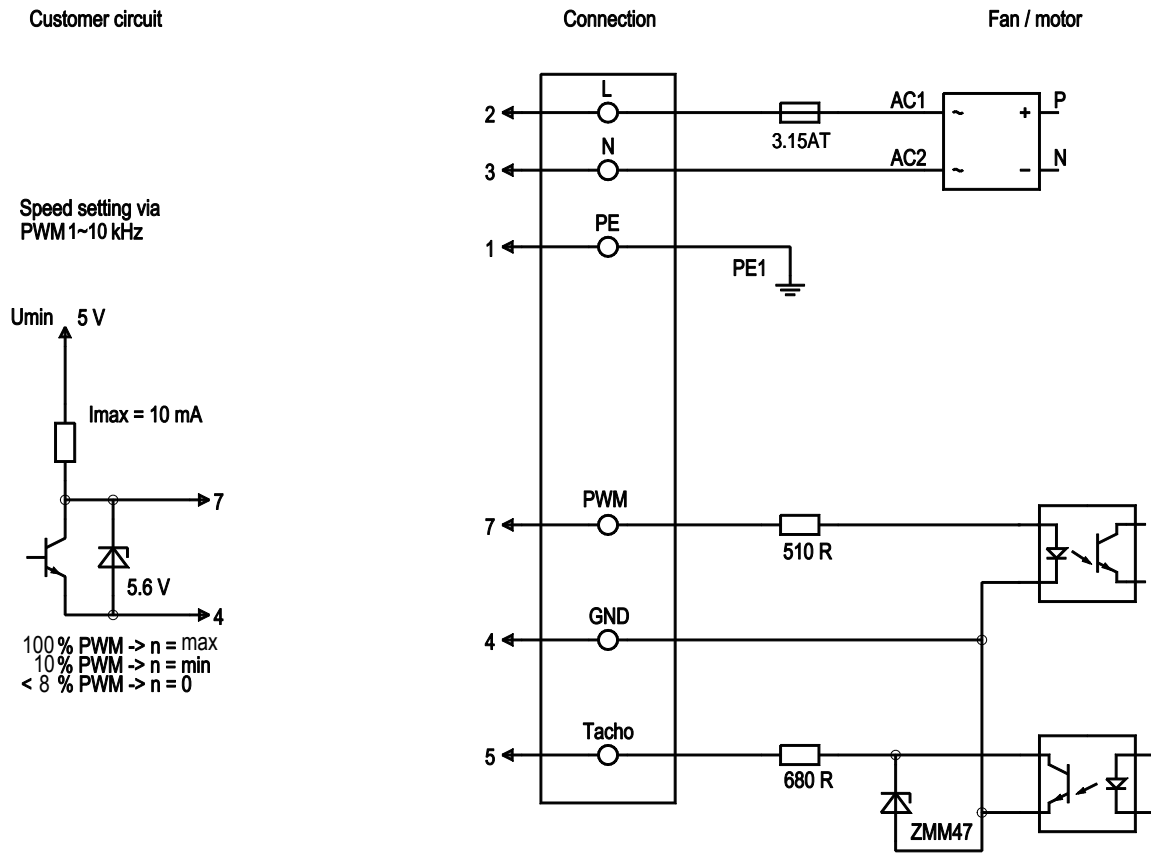 Customer circuit
Connection
Fan / motor
L
2
AC1
~
+
P
3.15AT
N
3
AC2
~
–
N
Speed setting via
PWM 1~10 kHz
PE
1
PE1
Umin
5 V
Imax = 10 mA
7
PWM
7
510 R
5.6 V
4
GND
4
100 % PWM -> n = max
10 % PWM -> n = min
< 8 % PWM -> n = 0
Tacho
5
680 R
ZMM47